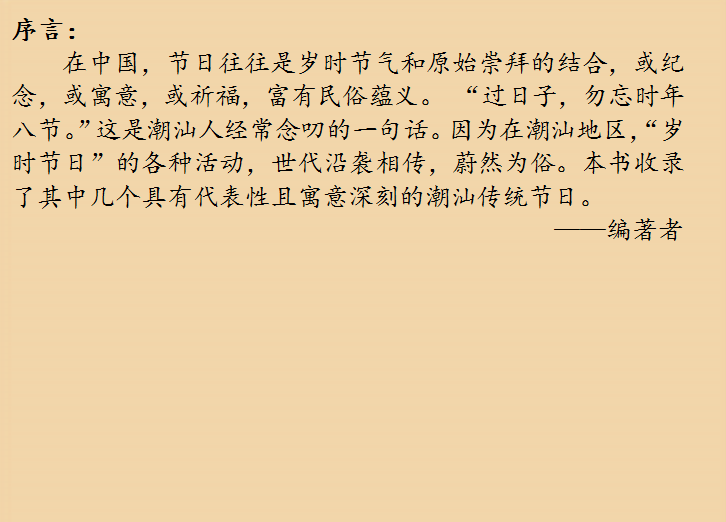 序言：
在中国，节日往往是岁时节气和原始崇拜的结合，或纪
念，或寓意，或祈福，富有民俗蕴义。“过日子，勿忘时年
八节。”这是潮汕人经常念叨的一句话。因为在潮汕地区，“岁
时节日”的各种活动，世代沿袭相传，蔚然为俗。本书收录
了其中几个具有代表性且寓意深刻的潮汕传统节日。
——编著者